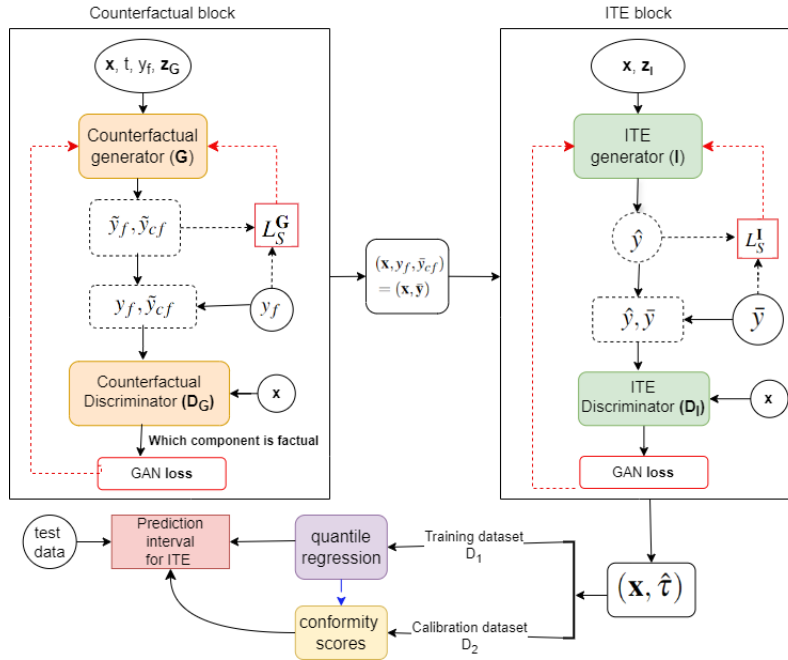 Counterfactual block
x, t, y_f, z_G
Counterfactual
generator (G)
ỹ_f, ỹ_cf
L_S^G
y_f, ỹ_cf
y_f
Counterfactual
Discriminator (D_G)
x
Which component is factual
GAN loss
(x, y_f, ȳ_cf)
= (x, ȳ)
ITE block
x, z_I
ITE
generator (I)
ŷ
L_S^I
ŷ, ȳ
ȳ
ITE
Discriminator (D_I)
x
GAN loss
(x, τ̂)
Training dataset
D_1
Calibration dataset
D_2
quantile
regression
conformity
scores
Prediction
interval
for ITE
test
data